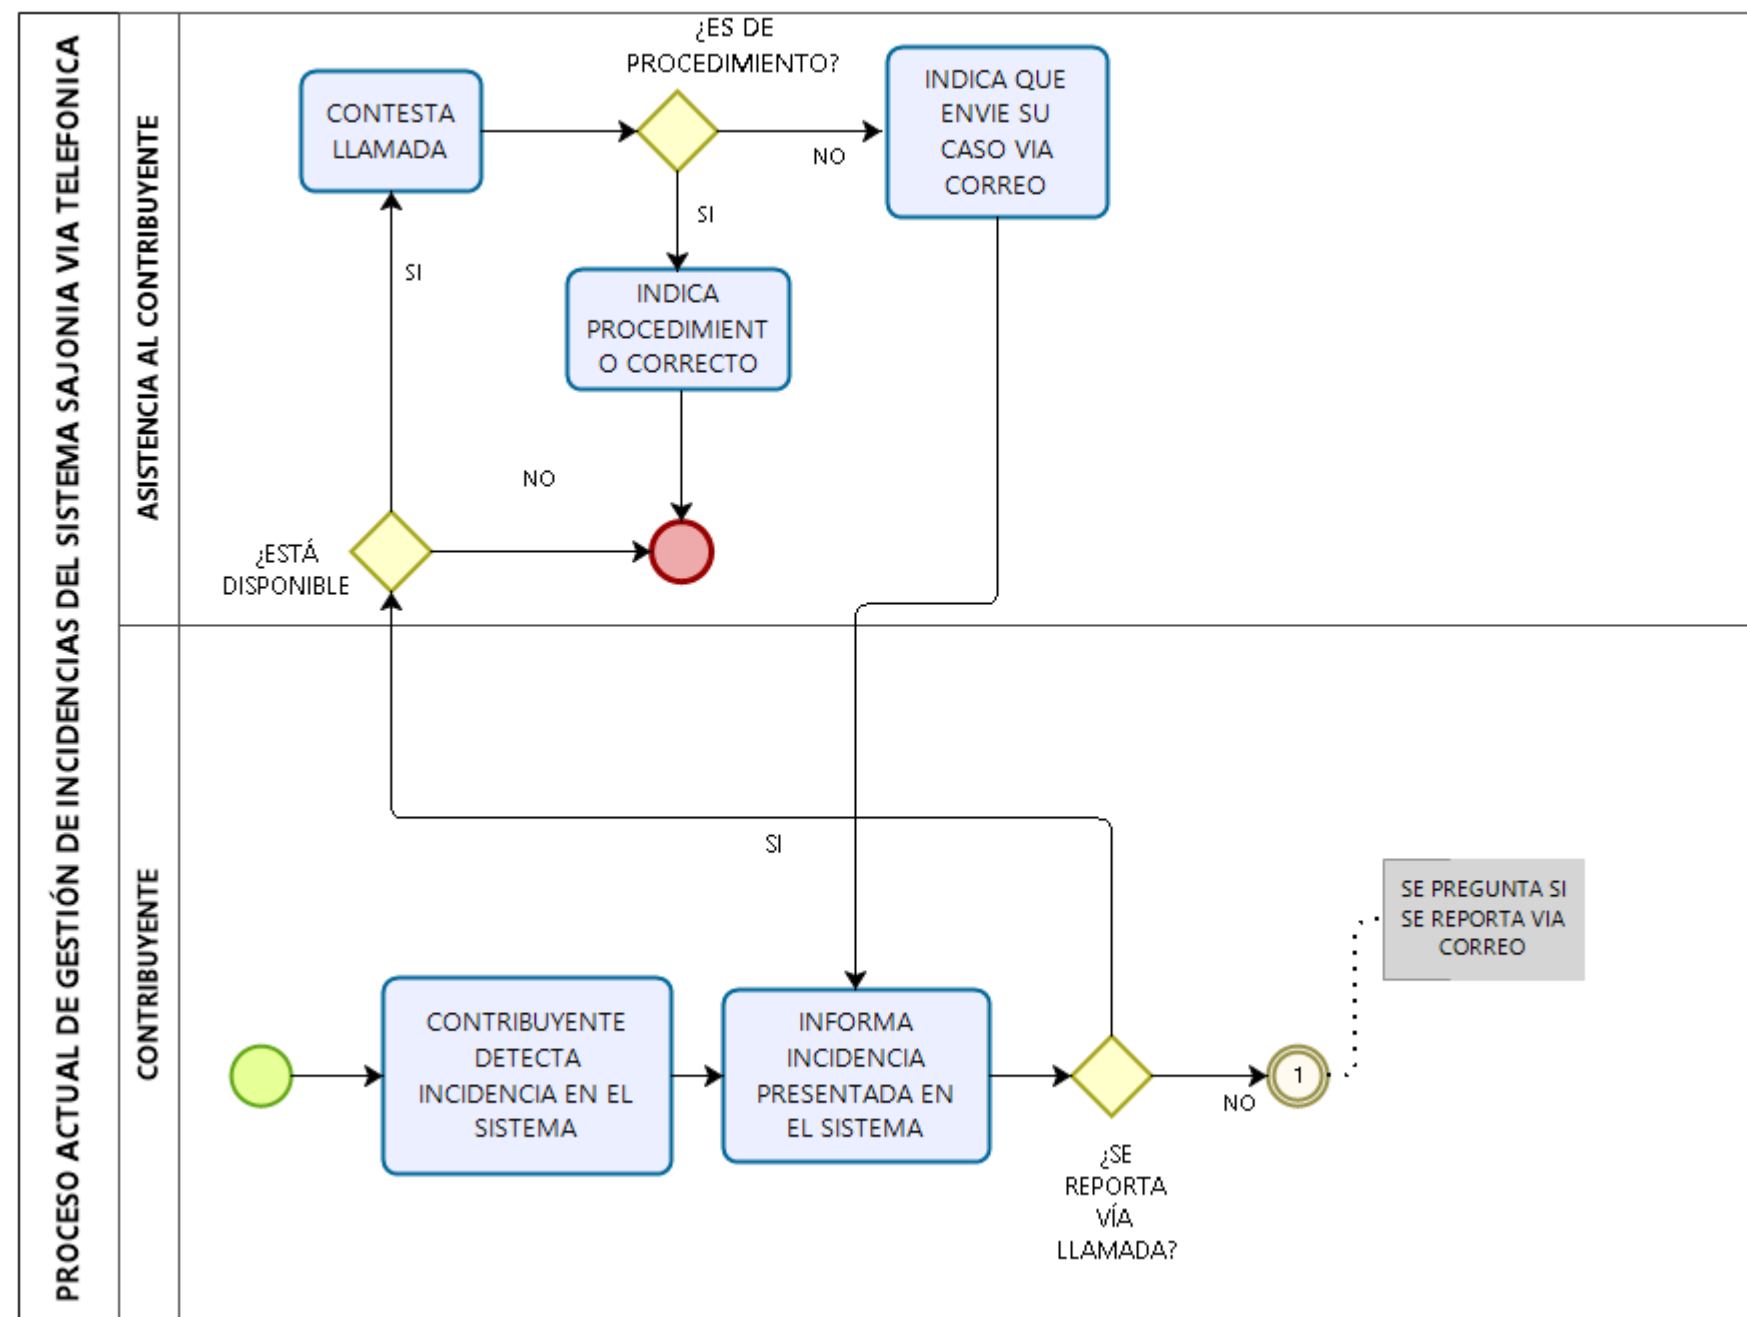 PROCESO ACTUAL DE GESTIÓN DE INCIDENCIAS DEL SISTEMA SAJONIA VIA TELEFONICA
ASISTENCIA AL CONTRIBUYENTE
¿ES DE
PROCEDIMIENTO?
CONTESTA
LLAMADA
INDICA QUE
ENVIE SU
CASO VIA
CORREO
NO
SI
SI
INDICA
PROCEDIMIENT
O CORRECTO
NO
¿ESTÁ
DISPONIBLE
CONTRIBUYENTE
SI
SE PREGUNTA SI
SE REPORTA VIA
CORREO
CONTRIBUYENTE
DETECTA
INCIDENCIA EN EL
SISTEMA
INFORMA
INCIDENCIA
PRESENTADA EN
EL SISTEMA
1
NO
¿SE
REPORTA
VÍA
LLAMADA?